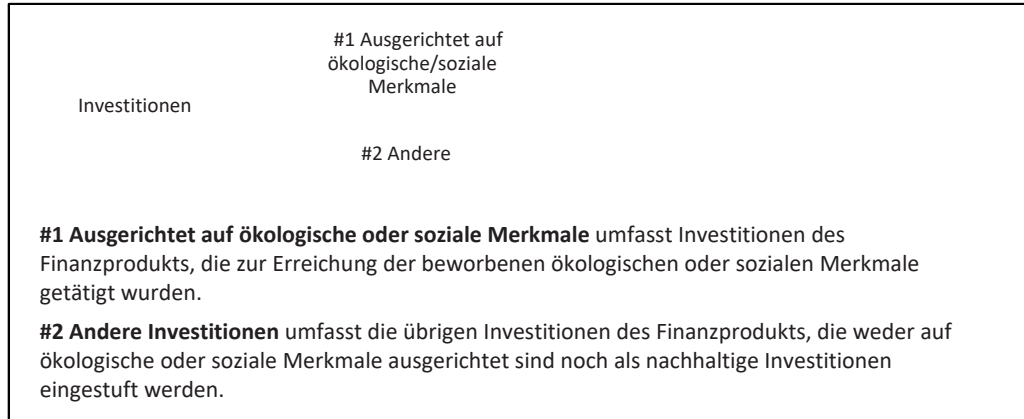 #1 Ausgerichtet auf
ökologische/soziale
Merkmale
Investitionen
#2 Andere
#1 Ausgerichtet auf ökologische oder soziale Merkmale umfasst Investitionen des
Finanzprodukts, die zur Erreichung der beworbenen ökologischen oder sozialen Merkmale
getätigt wurden.
#2 Andere Investitionen umfasst die übrigen Investitionen des Finanzprodukts, die weder auf
ökologische oder soziale Merkmale ausgerichtet sind noch als nachhaltige Investitionen
eingestuft werden.